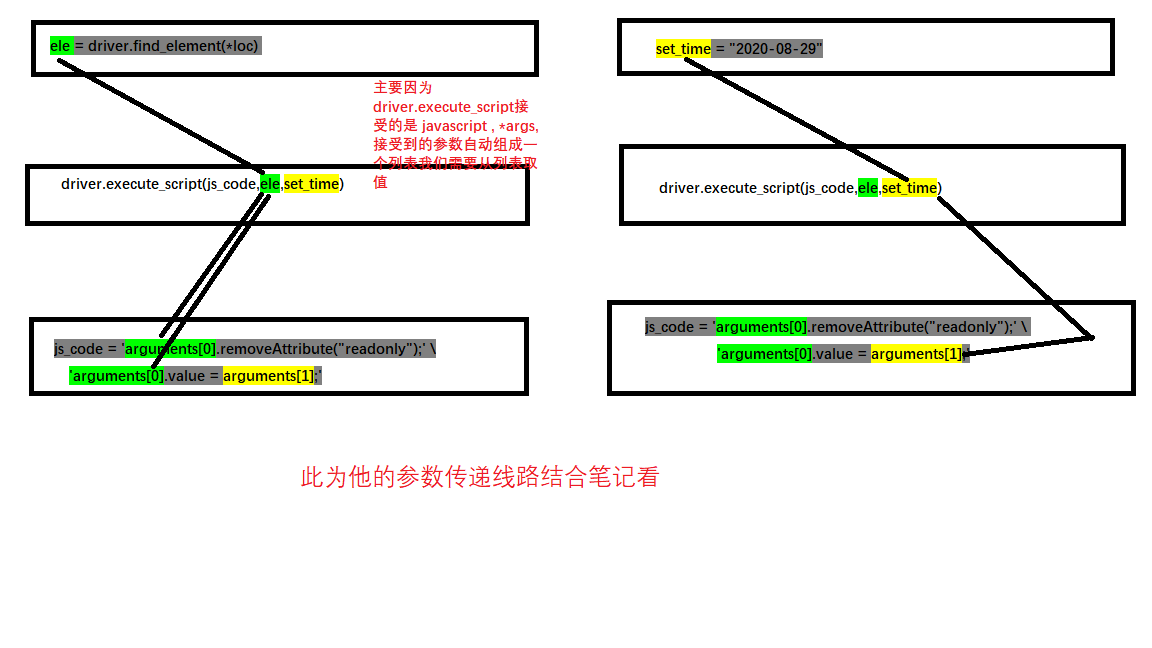 ele = driver.find_element(*loc)
主要因为
driver.execute_script接
受的是 javascript , *args,
接受到的参数自动组成一
个列表我们需要从列表取
值
driver.execute_script(js_code,ele,set_time)
js_code = 'arguments[0].removeAttribute("readonly");' \
'arguments[0].value = arguments[1];'
set_time = "2020-08-29"
driver.execute_script(js_code,ele,set_time)
js_code = 'arguments[0].removeAttribute("readonly");' \
'arguments[0].value = arguments[1];'
此为他的参数传递线路结合笔记看